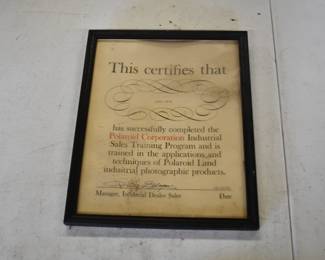 This certifies that
has successfully completed the
Polaroid Corporation Industrial
Sales Training Program and is
trained in the applications and
techniques of Polaroid Land
industrial photographic products.
Manager, Industrial Dealer Sales Date